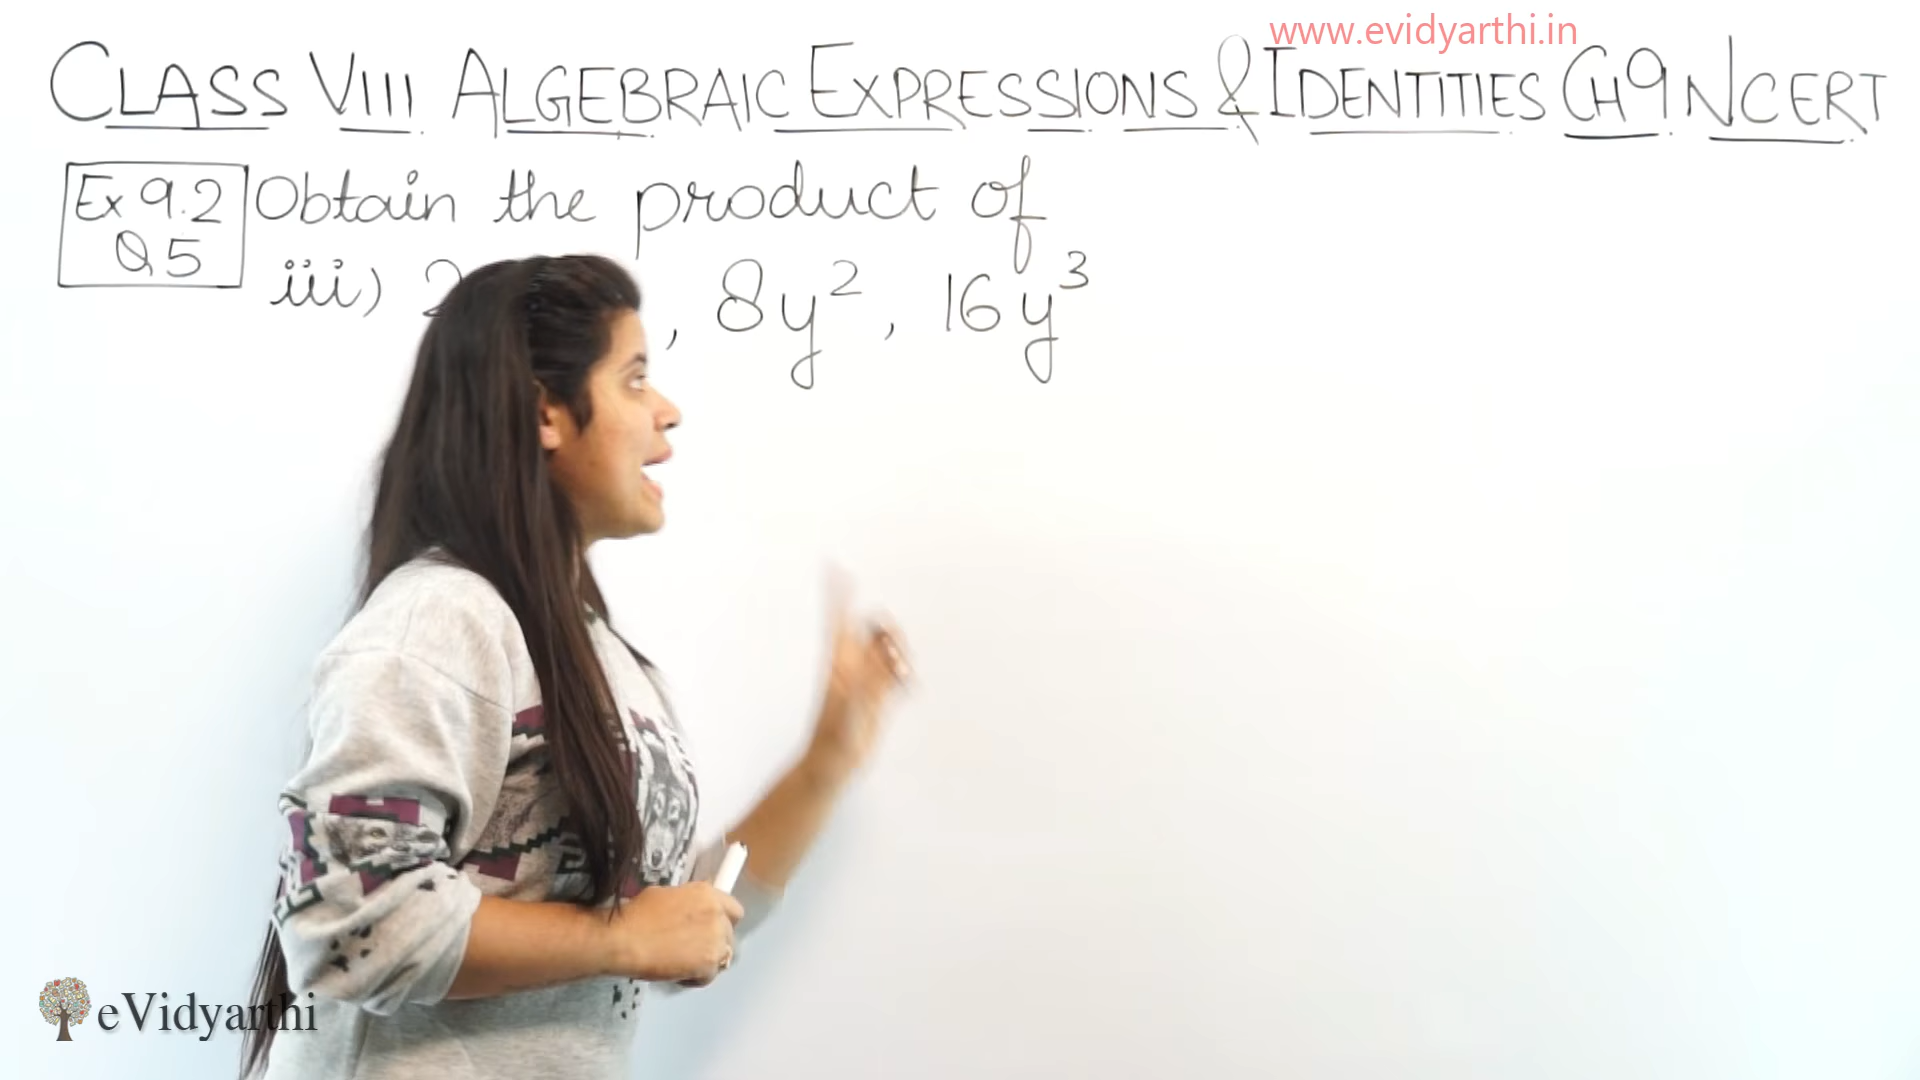 www.evidyarthi.in
CLASS VIII ALGEBRAIC EXPRESSIONS & IDENTITIES CH9 NCERT
Ex 9.2 Obtain the product of
Q5
iii) 2 , 8y², 16y³
eVidyarthi